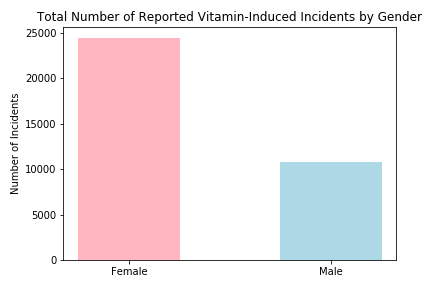 Total Number of Reported Vitamin-Induced Incidents by Gender
25000
20000
15000
10000
5000
0
Number of Incidents
Female
Male